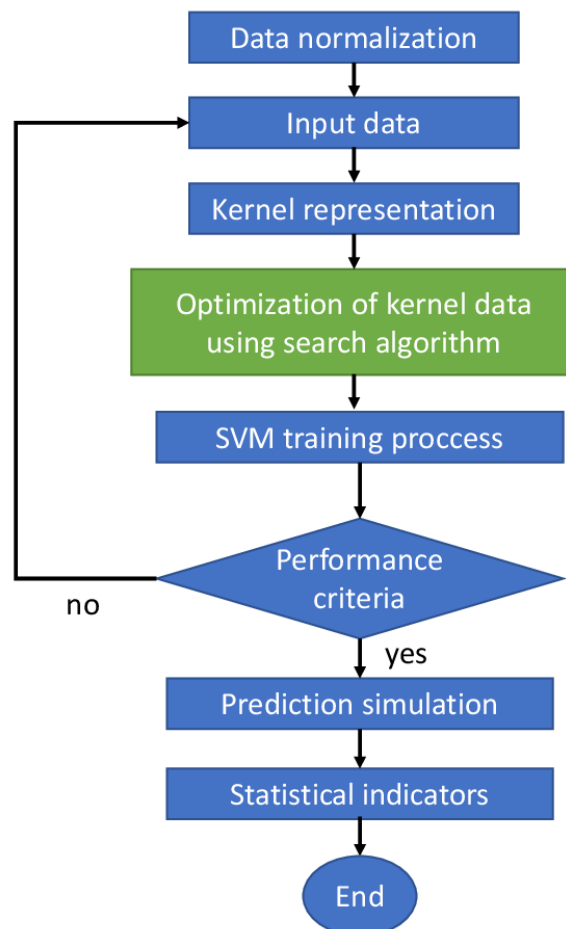 Data normalization
Input data
Kernel representation
Optimization of kernel data
using search algorithm
SVM training proccess
Performance
criteria
no
yes
Prediction simulation
Statistical indicators
End